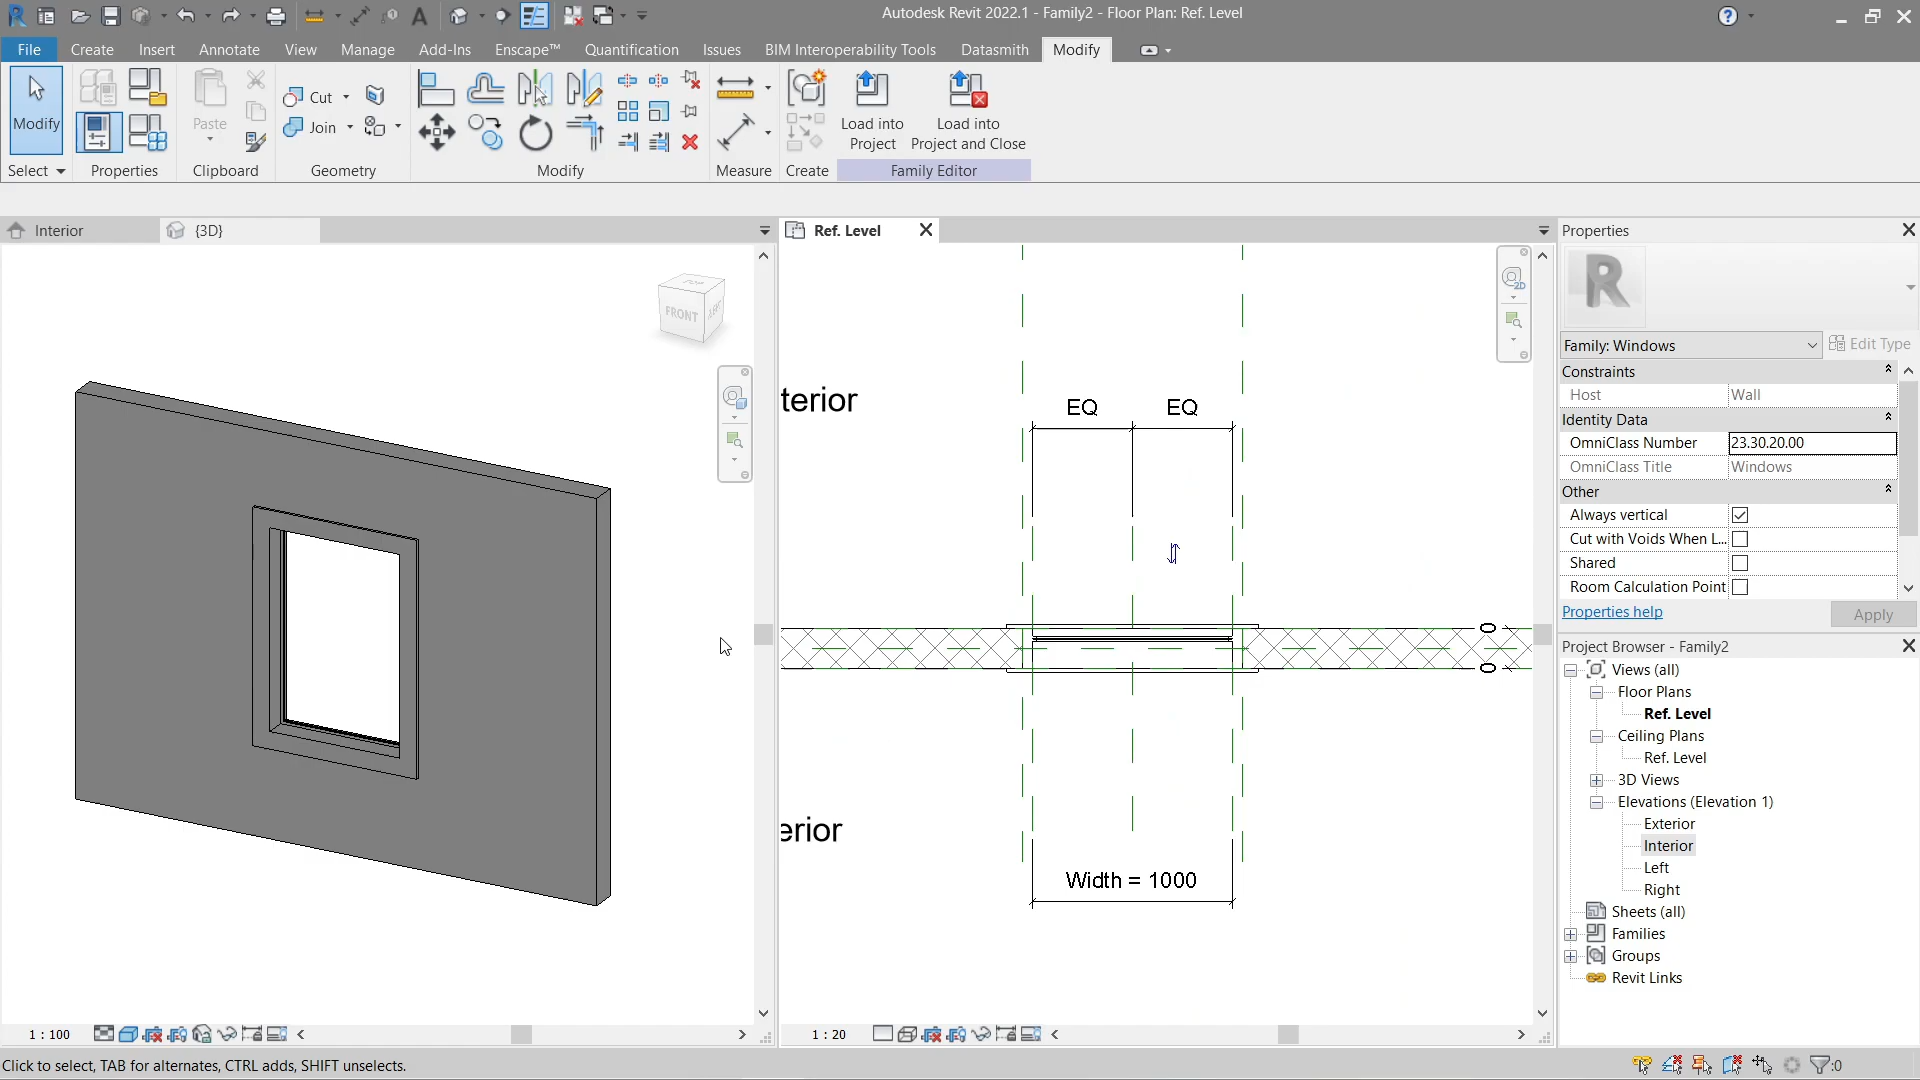 Autodesk Revit 2022.1 - Family2 - Floor Plan: Ref. Level
File Create Insert Annotate View Manage Add-Ins Enscape™ Quantification Issues BIM Interoperability Tools Datasmith Modify
Modify Paste Cut Join Load into Project Load into Project and Close
Select Properties Clipboard Geometry Modify Measure Create Family Editor
Interior {3D} Ref. Level
TOP
FRONT
2D
terior
EQ EQ
0
0
erior
Width = 1000
1 : 100
1 : 20
Properties
R
Family: Windows Edit Type
Constraints
Host Wall
Identity Data
OmniClass Number 23.30.20.00
OmniClass Title Windows
Other
Always vertical
Cut with Voids When L...
Shared
Room Calculation Point
Properties help Apply
Project Browser - Family2
Views (all)
Floor Plans
Ref. Level
Ceiling Plans
Ref. Level
3D Views
Elevations (Elevation 1)
Exterior
Interior
Left
Right
Sheets (all)
Families
Groups
Revit Links
Click to select, TAB for alternates, CTRL adds, SHIFT unselects. :0